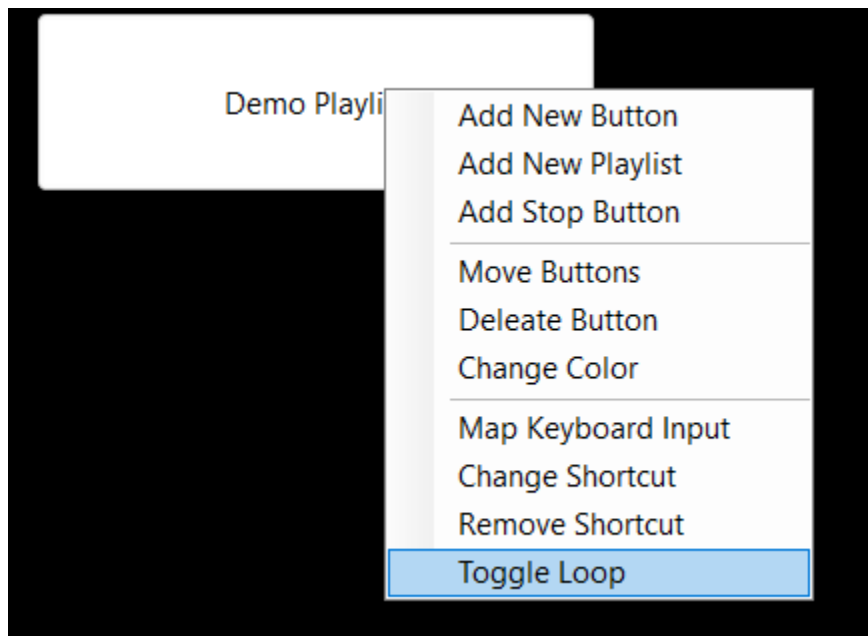 Demo Playli
Add New Button
Add New Playlist
Add Stop Button
Move Buttons
Deleate Button
Change Color
Map Keyboard Input
Change Shortcut
Remove Shortcut
Toggle Loop